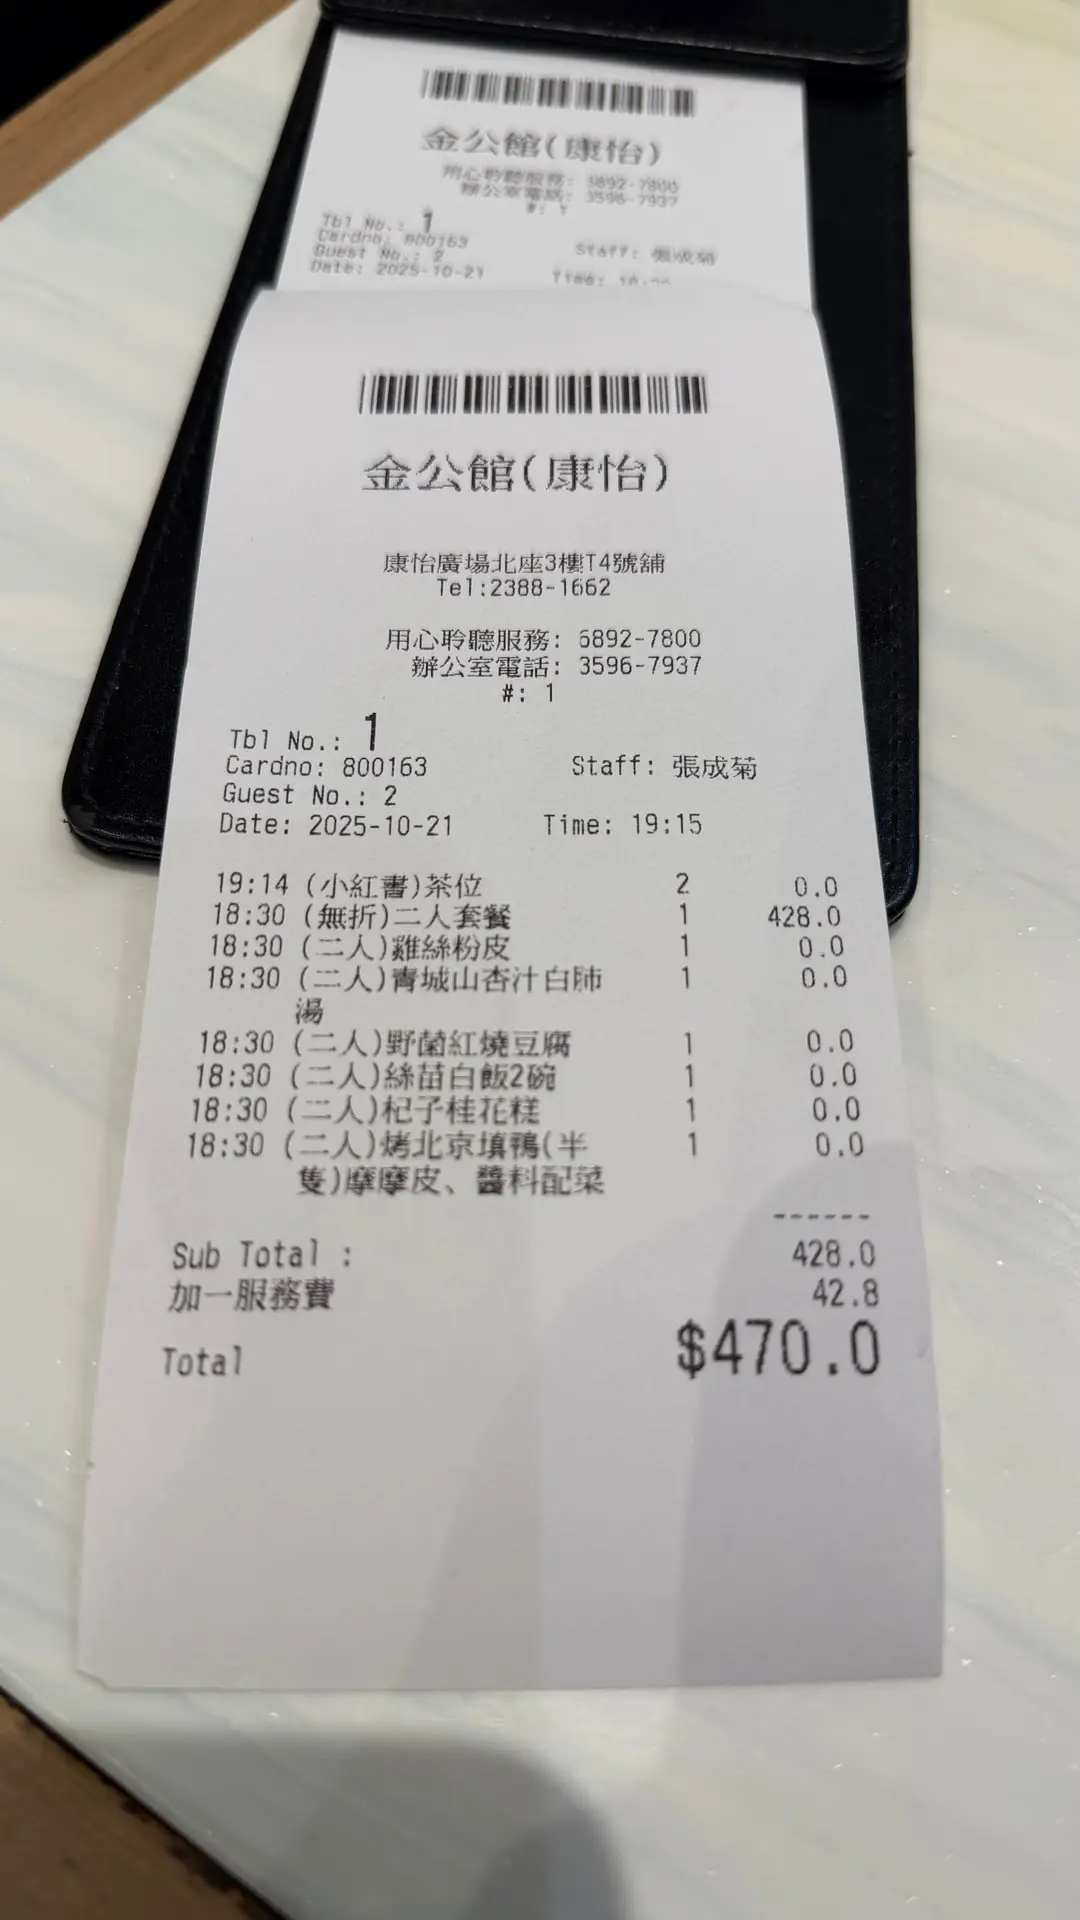 金公館(康怡)
用心聆聽服務: 6892-7800
辦公室電話: 3596-7937
#: 1
Tbl No.: 1
Cardno: 800163
Staff: 張成菊
Guest No.: 2
Date: 2025-10-21
Time:
金公館(康怡)
康怡廣場北座3樓T4號舖
Tel:2388-1662
用心聆聽服務: 6892-7800
辦公室電話: 3596-7937
#: 1
Tbl No.: 1
Cardno: 800163 Staff: 張成菊
Guest No.: 2
Date: 2025-10-21 Time: 19:15
19:14 (小紅書)茶位 2 0.0
18:30 (無折)二人套餐 1 428.0
18:30 (二人)雞絲粉皮 1 0.0
18:30 (二人)青城山杏汁白肺 1 0.0
湯
18:30 (二人)野菌紅燒豆腐 1 0.0
18:30 (二人)絲苗白飯2碗 1 0.0
18:30 (二人)杞子桂花糕 1 0.0
18:30 (二人)烤北京填鴨(半 1 0.0
隻)摩摩皮、醬料配菜
------
Sub Total : 428.0
加一服務費 42.8
Total $470.0